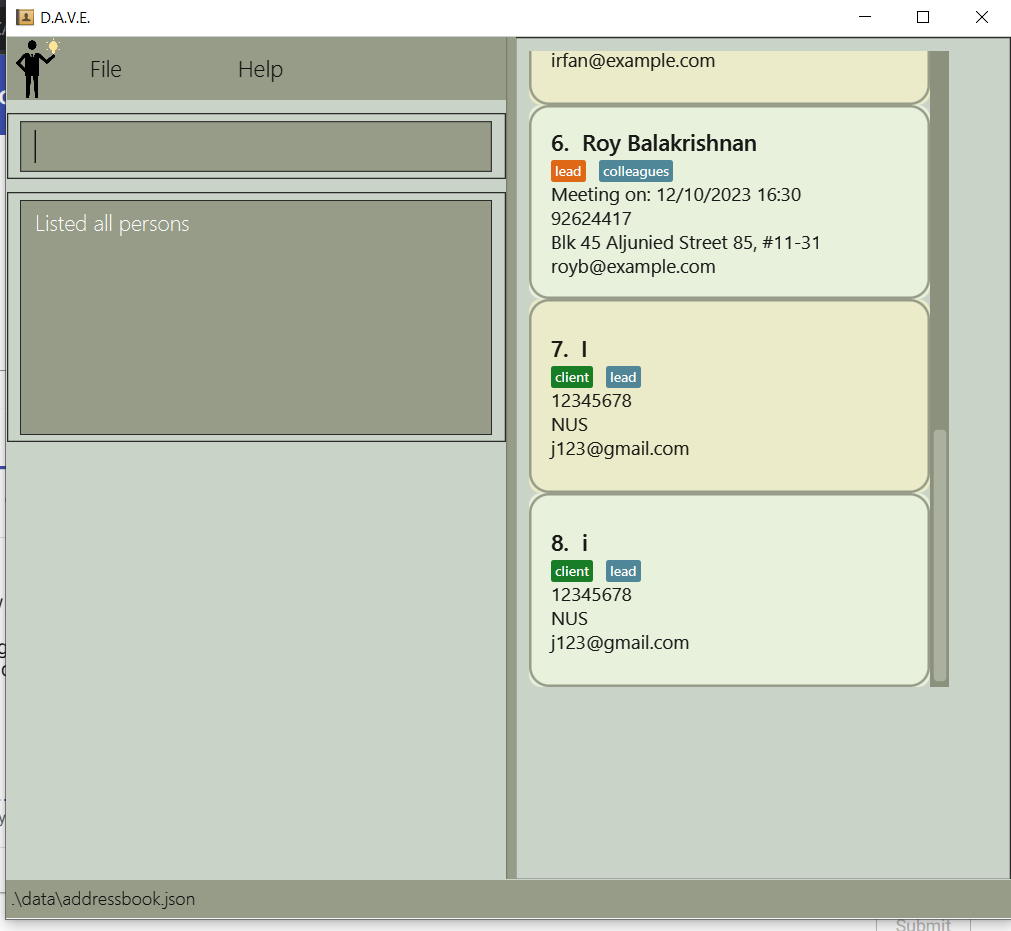 D.A.V.E.
File Help
Listed all persons
irfan@example.com
6. Roy Balakrishnan
lead colleagues
Meeting on: 12/10/2023 16:30
92624417
Blk 45 Aljunied Street 85, #11-31
royb@example.com
7. I
client lead
12345678
NUS
j123@gmail.com
8. i
client lead
12345678
NUS
j123@gmail.com
.\data\addressbook.json
Submit